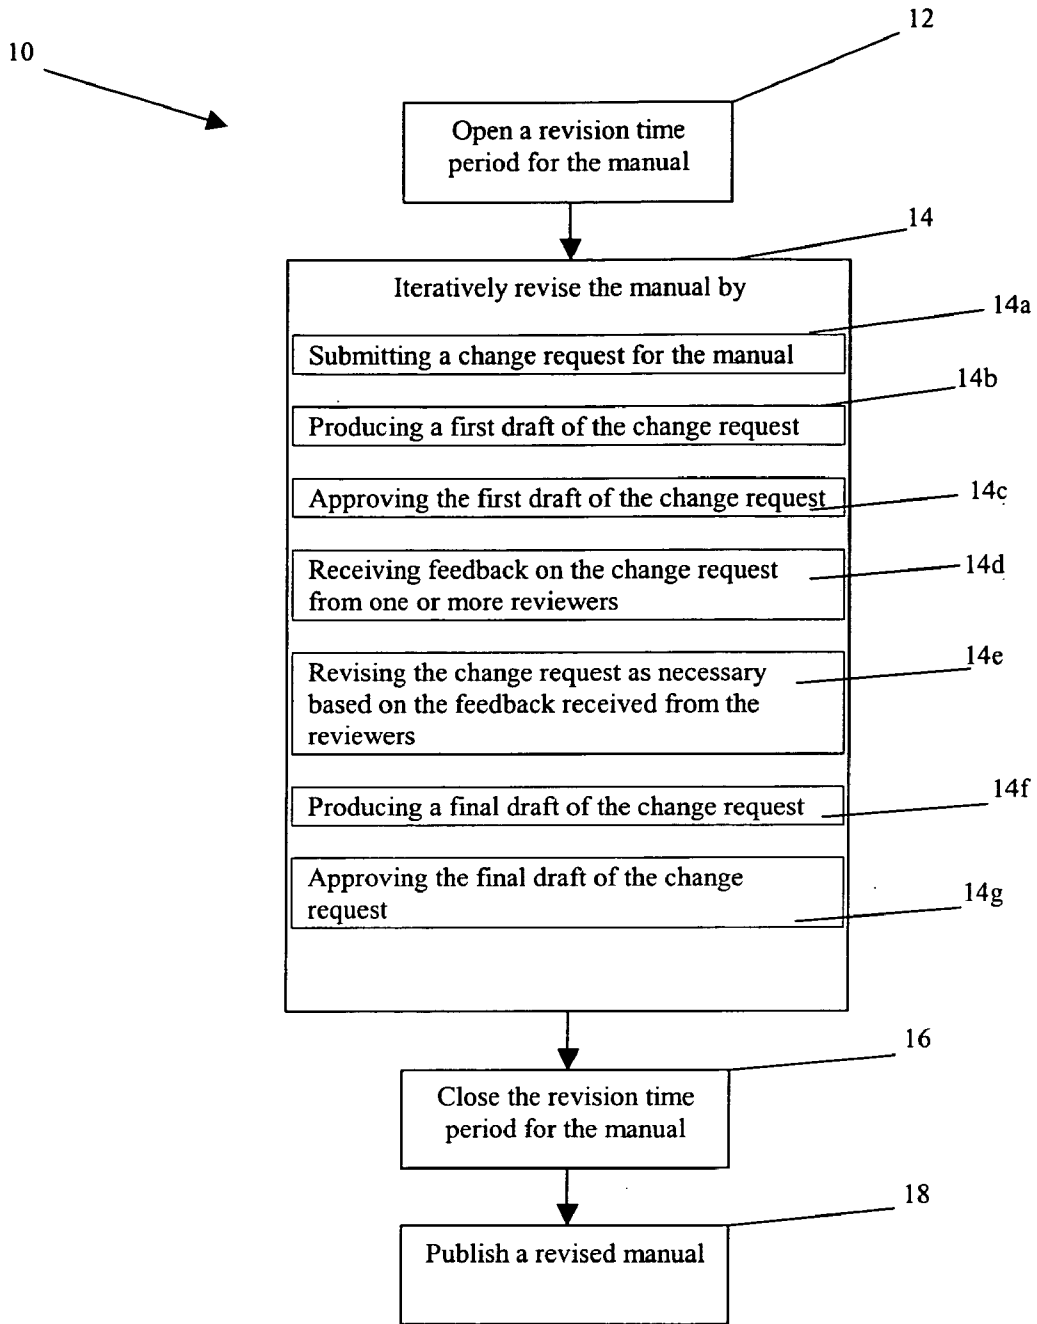 10
12
Open a revision time
period for the manual
14
Iteratively revise the manual by
14a
Submitting a change request for the manual
14b
Producing a first draft of the change request
Approving the first draft of the change request
14c
Receiving feedback on the change request
from one or more reviewers
14d
Revising the change request as necessary
based on the feedback received from the
reviewers
14e
Producing a final draft of the change request
14f
Approving the final draft of the change
request
14g
16
Close the revision time
period for the manual
18
Publish a revised manual